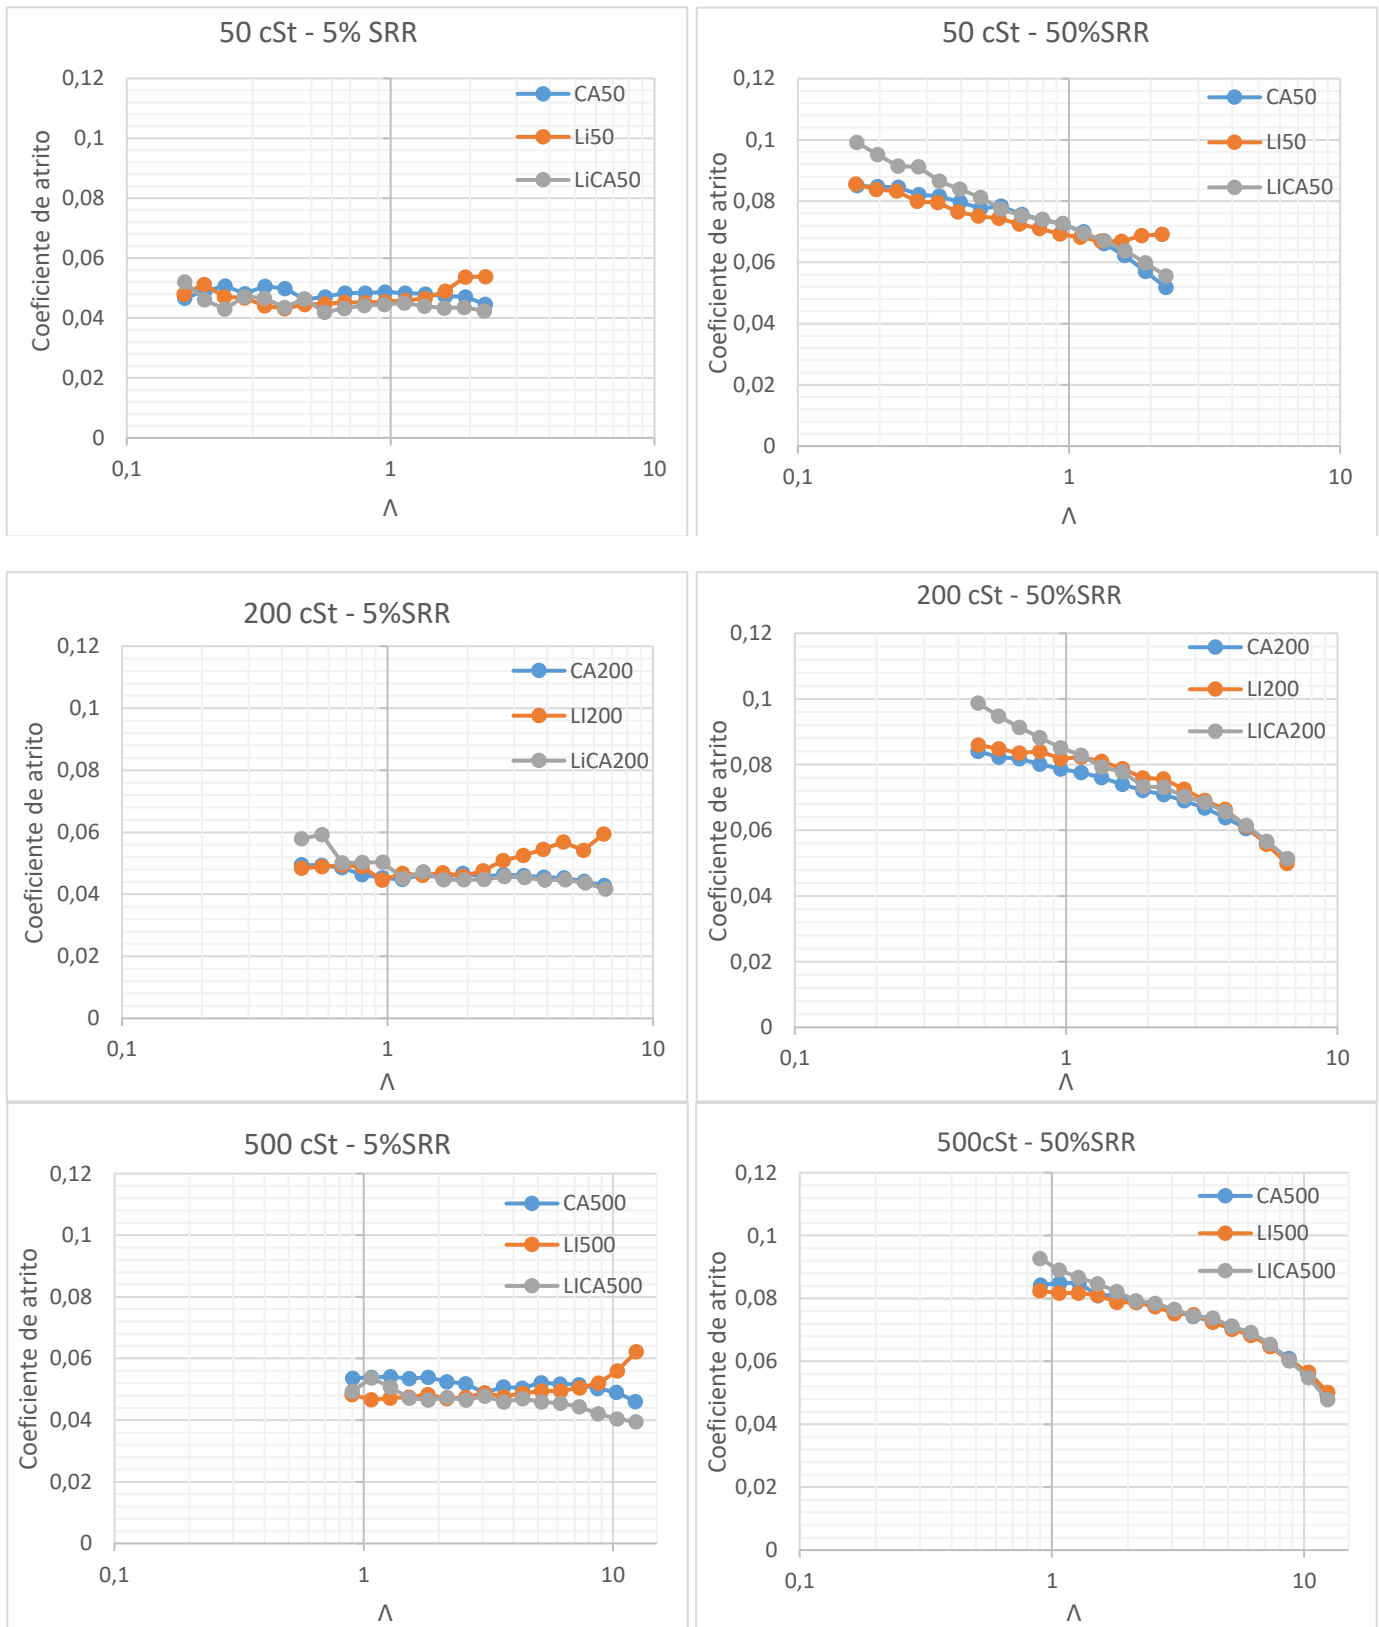 50 cSt - 5% SRR
0,12
0,1
0,08
0,06
0,04
0,02
0
0,1
1
10
Coeficiente de atrito
Λ
CA50
Li50
LiCA50
50 cSt - 50%SRR
0,12
0,1
0,08
0,06
0,04
0,02
0
0,1
1
10
Coeficiente de atrito
Λ
CA50
LI50
LICA50
200 cSt - 5%SRR
0,12
0,1
0,08
0,06
0,04
0,02
0
0,1
1
10
Coeficiente de atrito
Λ
CA200
LI200
LiCA200
200 cSt - 50%SRR
0,12
0,1
0,08
0,06
0,04
0,02
0
0,1
1
10
Coeficiente de atrito
Λ
CA200
LI200
LICA200
500 cSt - 5%SRR
0,12
0,1
0,08
0,06
0,04
0,02
0
0,1
1
10
Coeficiente de atrito
Λ
CA500
LI500
LICA500
500cSt - 50%SRR
0,12
0,1
0,08
0,06
0,04
0,02
0
0,1
1
10
Coeficiente de atrito
Λ
CA500
LI500
LICA500